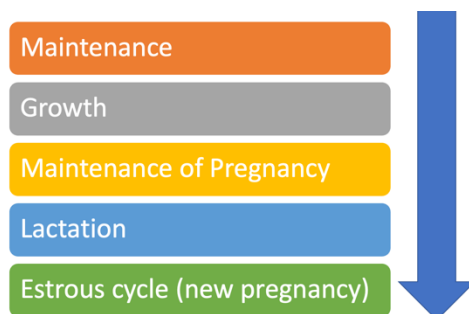 Maintenance
Growth
Maintenance of Pregnancy
Lactation
Estrous cycle (new pregnancy)